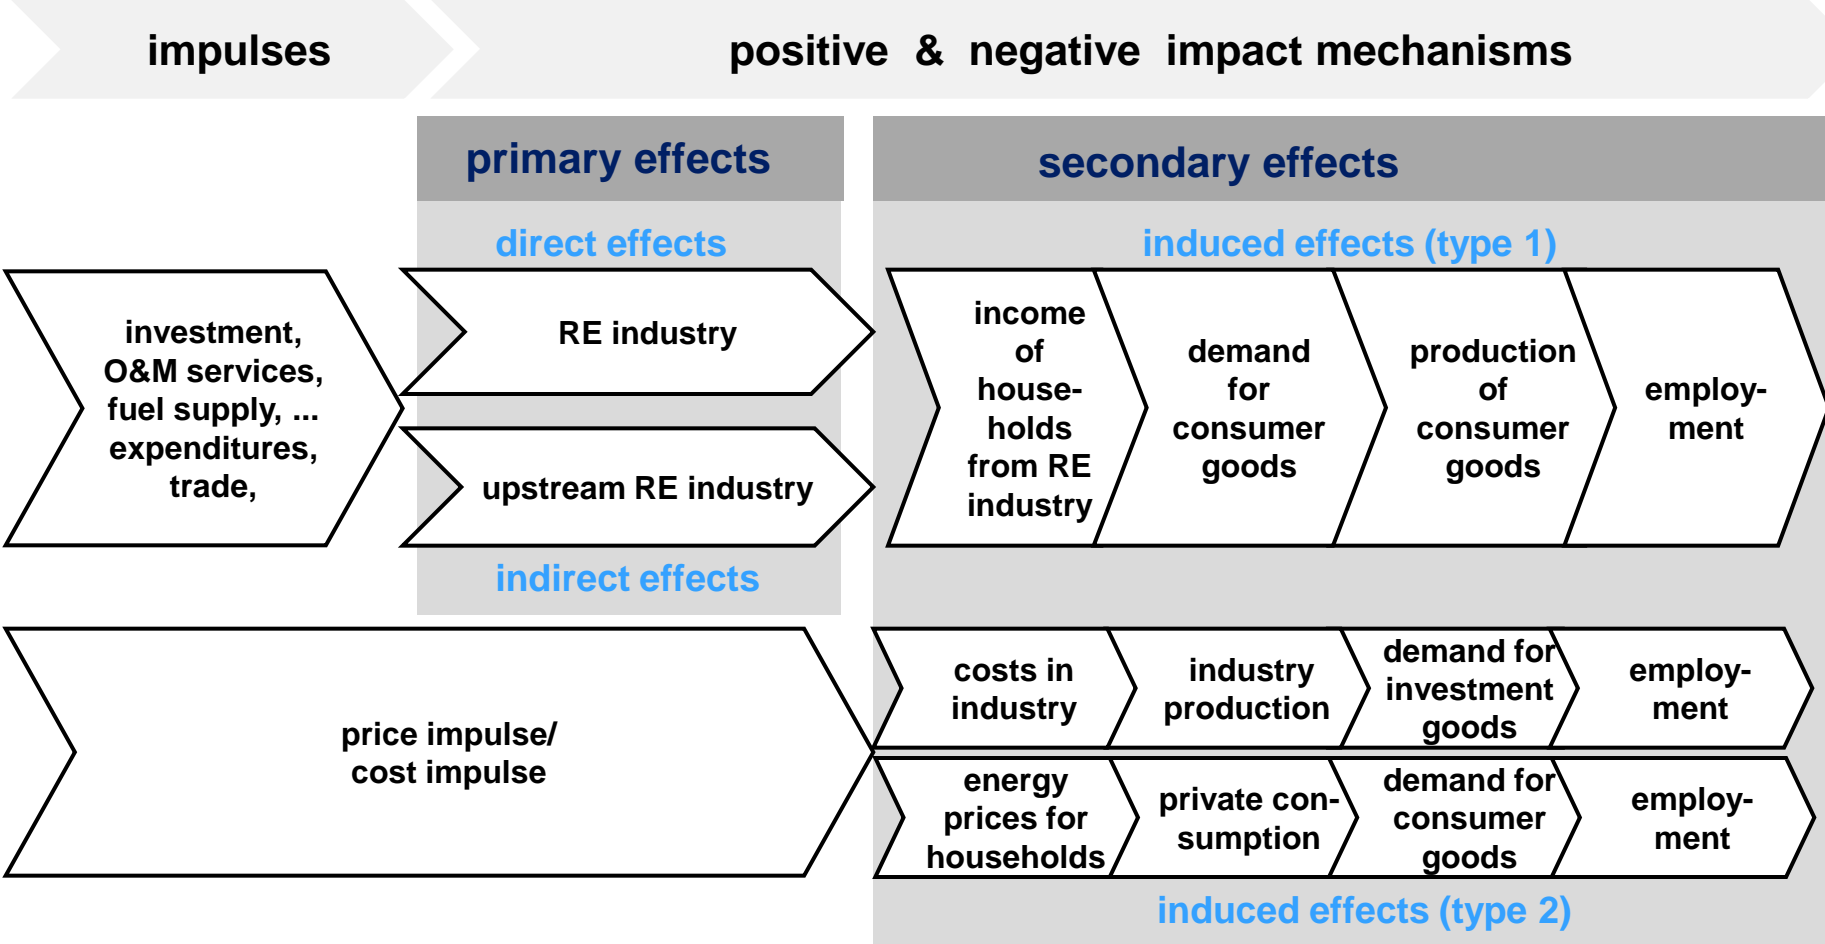 impulses
positive & negative impact mechanisms
primary effects
secondary effects
direct effects
induced effects (type 1)
investment,
O&M services,
fuel supply, ...
expenditures,
trade,
RE industry
upstream RE industry
income
of
house-
holds
from RE
industry
demand
for
consumer
goods
production
of
consumer
goods
employ-
ment
indirect effects
price impulse/
cost impulse
costs in
industry
industry
production
demand for
investment
goods
employ-
ment
energy
prices for
households
private con-
sumption
demand for
consumer
goods
employ-
ment
induced effects (type 2)